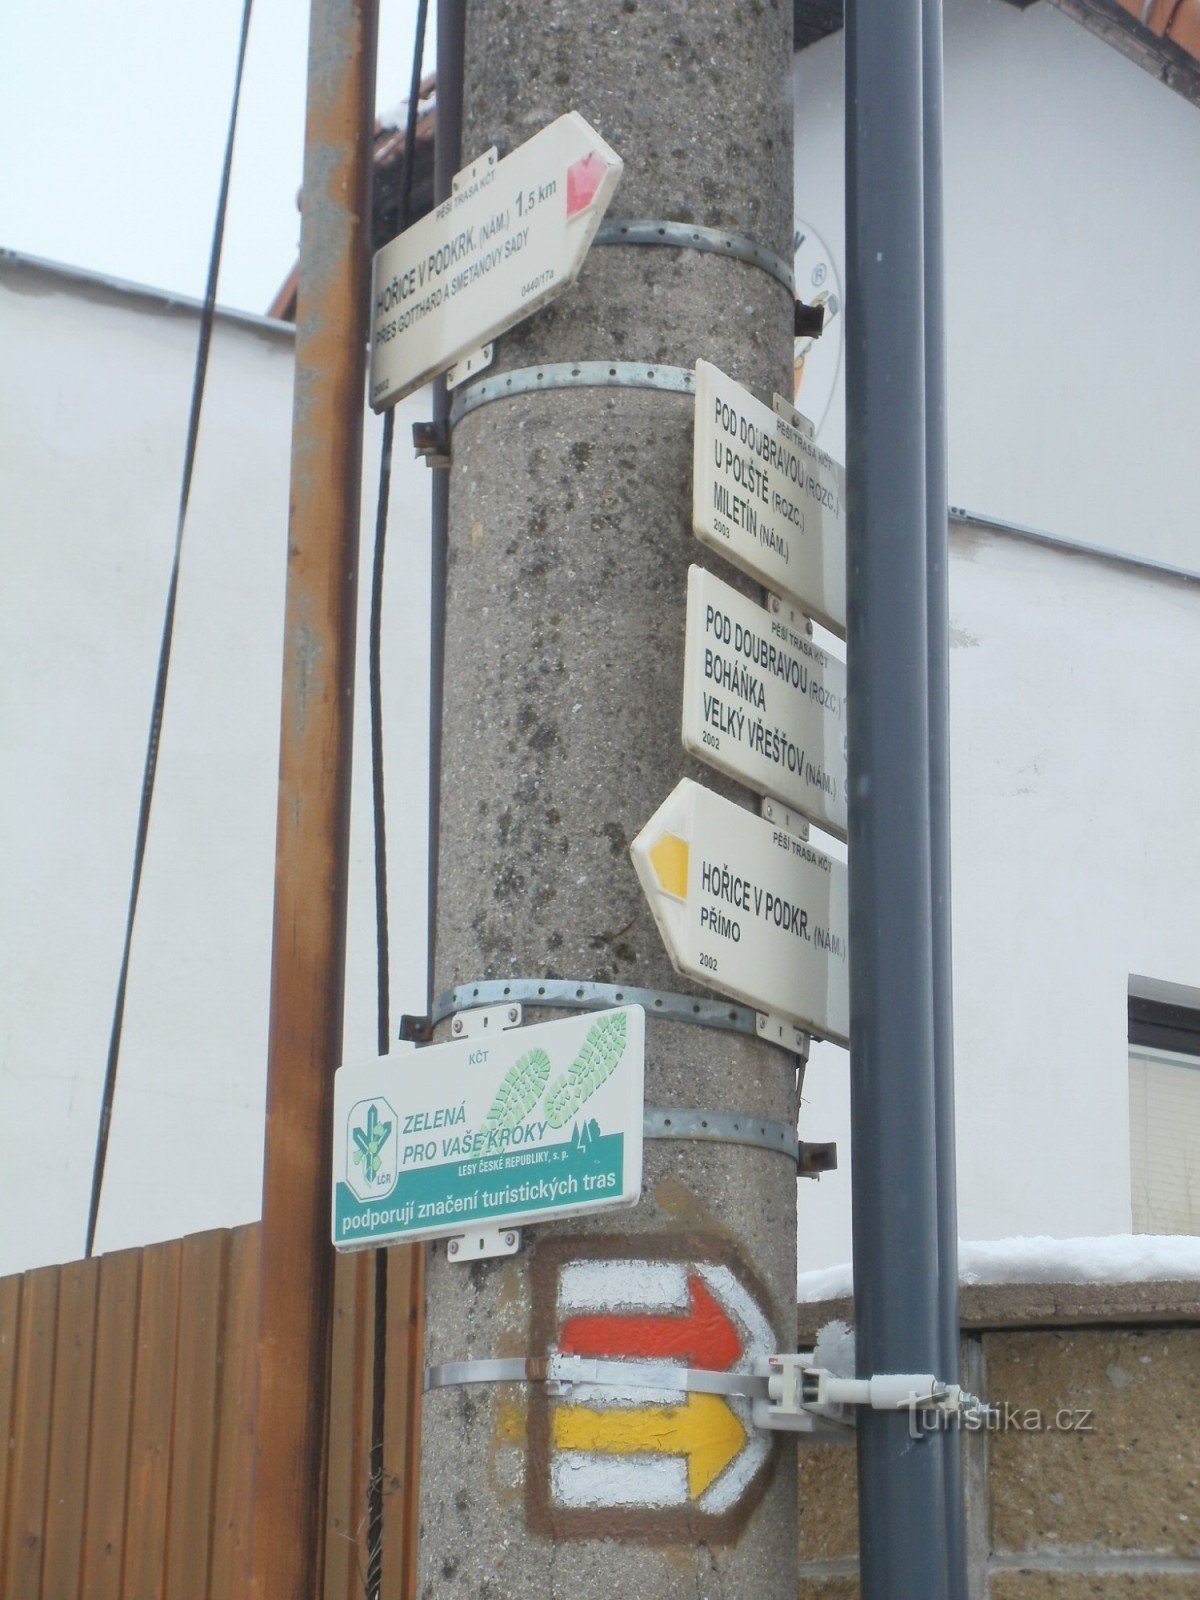 PĚŠÍ TRASA KČT
HOŘICE V PODKRK. (NÁM.) 1,5 km
PŘES GOTTHARD A SMETANOVY SADY
2002 0440/17a
PĚŠÍ TRASA KČT
POD DOUBRAVOU (ROZC.)
U POLŠTĚ (ROZC.)
MILETÍN (NÁM.)
2003
PĚŠÍ TRASA KČT
POD DOUBRAVOU (ROZC.)
BOHÁŇKA
VELKÝ VŘEŠŤOV (NÁM.)
2002
PĚŠÍ TRASA KČT
HOŘICE V PODKR. (NÁM.)
PŘÍMO
2002
KČT
ZELENÁ
PRO VAŠE KROKY
LESY ČESKÉ REPUBLIKY, s. p.
LČR
podporují značení turistických tras
Turistika.cz